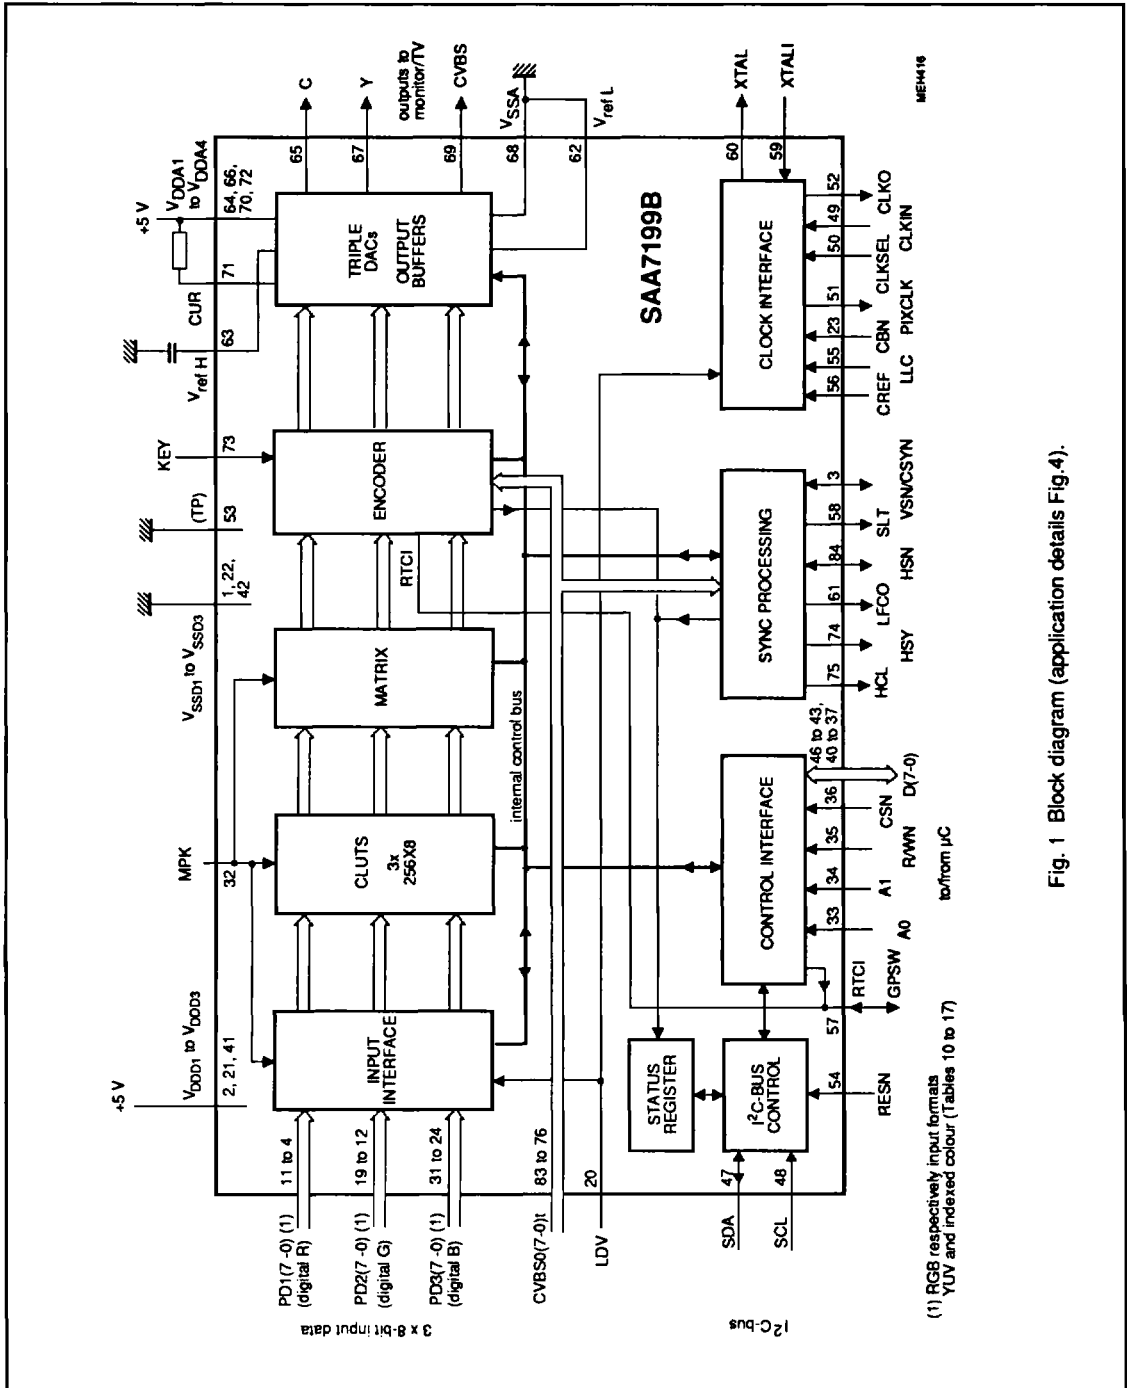 +5 V
V_DDD1 to V_DDD3
2, 21, 41
MPK
32
V_SSD1 to V_SSD3
1, 22,
42
(TP)
53
KEY
73
V_ref H
63
CUR
71
+5 V
V_DDA1
to V_DDA4
64, 66,
70, 72
3 x 8-bit input data
PD1(7 -0) (1)
(digital R)
11 to 4
PD2(7 -0) (1)
(digital G)
19 to 12
PD3(7 -0) (1)
(digital B)
31 to 24
INPUT
INTERFACE
CLUTS
3x
256X8
MATRIX
RTCI
ENCODER
TRIPLE
DACs
OUTPUT
BUFFERS
65
C
67
Y
outputs to
monitor/TV
69
CVBS
68
V_SSA
62
V_ref L
internal control bus
CVBS0(7-0)t
83 to 76
LDV
20
SAA7199B
STATUS
REGISTER
I²C-BUS
CONTROL
CONTROL INTERFACE
SYNC PROCESSING
CLOCK INTERFACE
60
XTAL
59
XTALI
I²C-bus
SDA
47
SCL
48
54
RESN
57
RTCI
GPSW
33
A0
34
A1
35
R/WN
36
CSN
46 to 43,
40 to 37
D(7-0)
to/from µC
75
HCL
74
HSY
61
LFCO
84
HSN
58
SLT
3
VSN/CSYN
56
CREF
55
LLC
23
CBN
51
PIXCLK
50
CLKSEL
49
CLKIN
52
CLKO
(1) RGB respectively input formats
YUV and indexed colour (Tables 10 to 17)
MEH416
Fig. 1 Block diagram (application details Fig.4).